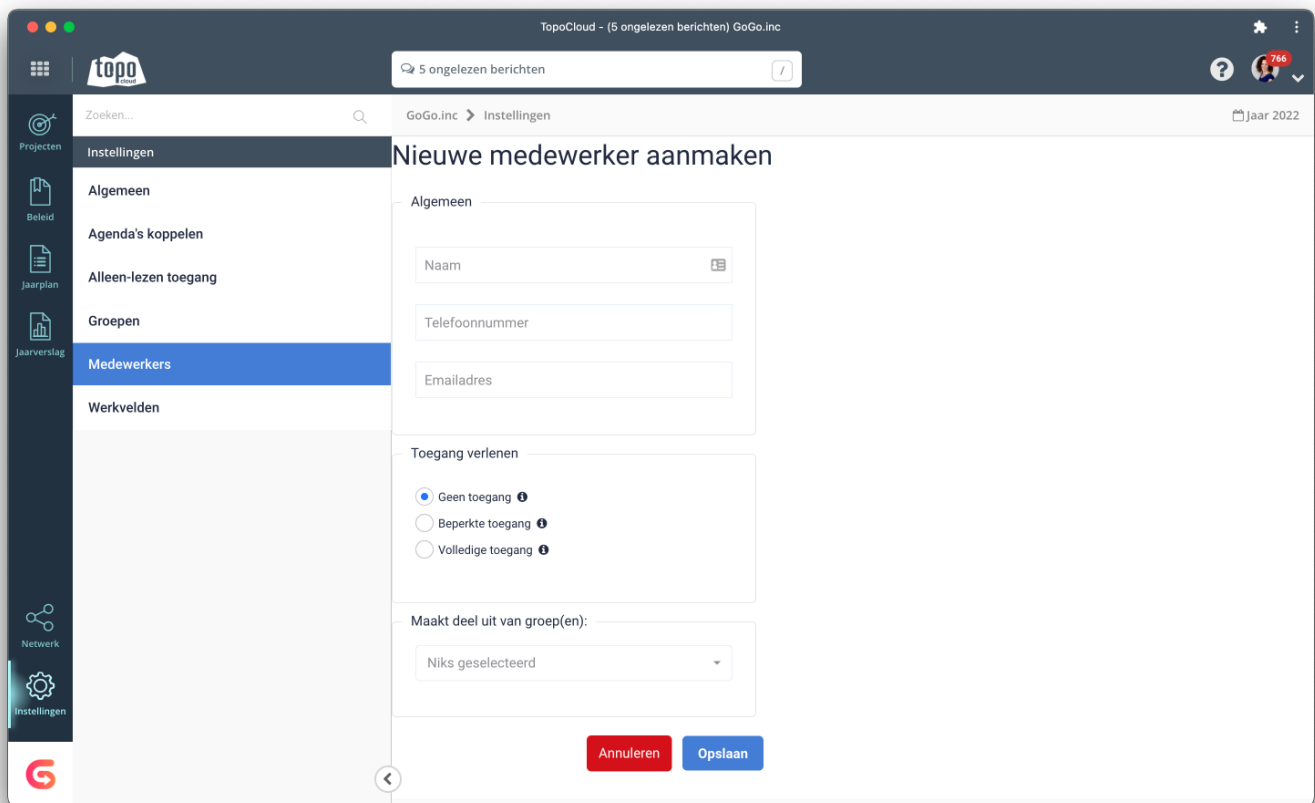 TopoCloud - (5 ongelezen berichten) GoGo.inc
topo
cloud
5 ongelezen berichten
/
766
Projecten
Beleid
Jaarplan
Jaarverslag
Netwerk
Instellingen
Zoeken...
Instellingen
Algemeen
Agenda's koppelen
Alleen-lezen toegang
Groepen
Medewerkers
Werkvelden
GoGo.inc
Instellingen
Jaar 2022
Nieuwe medewerker aanmaken
Algemeen
Naam
Telefoonnummer
Emailadres
Toegang verlenen
Geen toegang
Beperkte toegang
Volledige toegang
Maakt deel uit van groep(en):
Niks geselecteerd
Annuleren
Opslaan